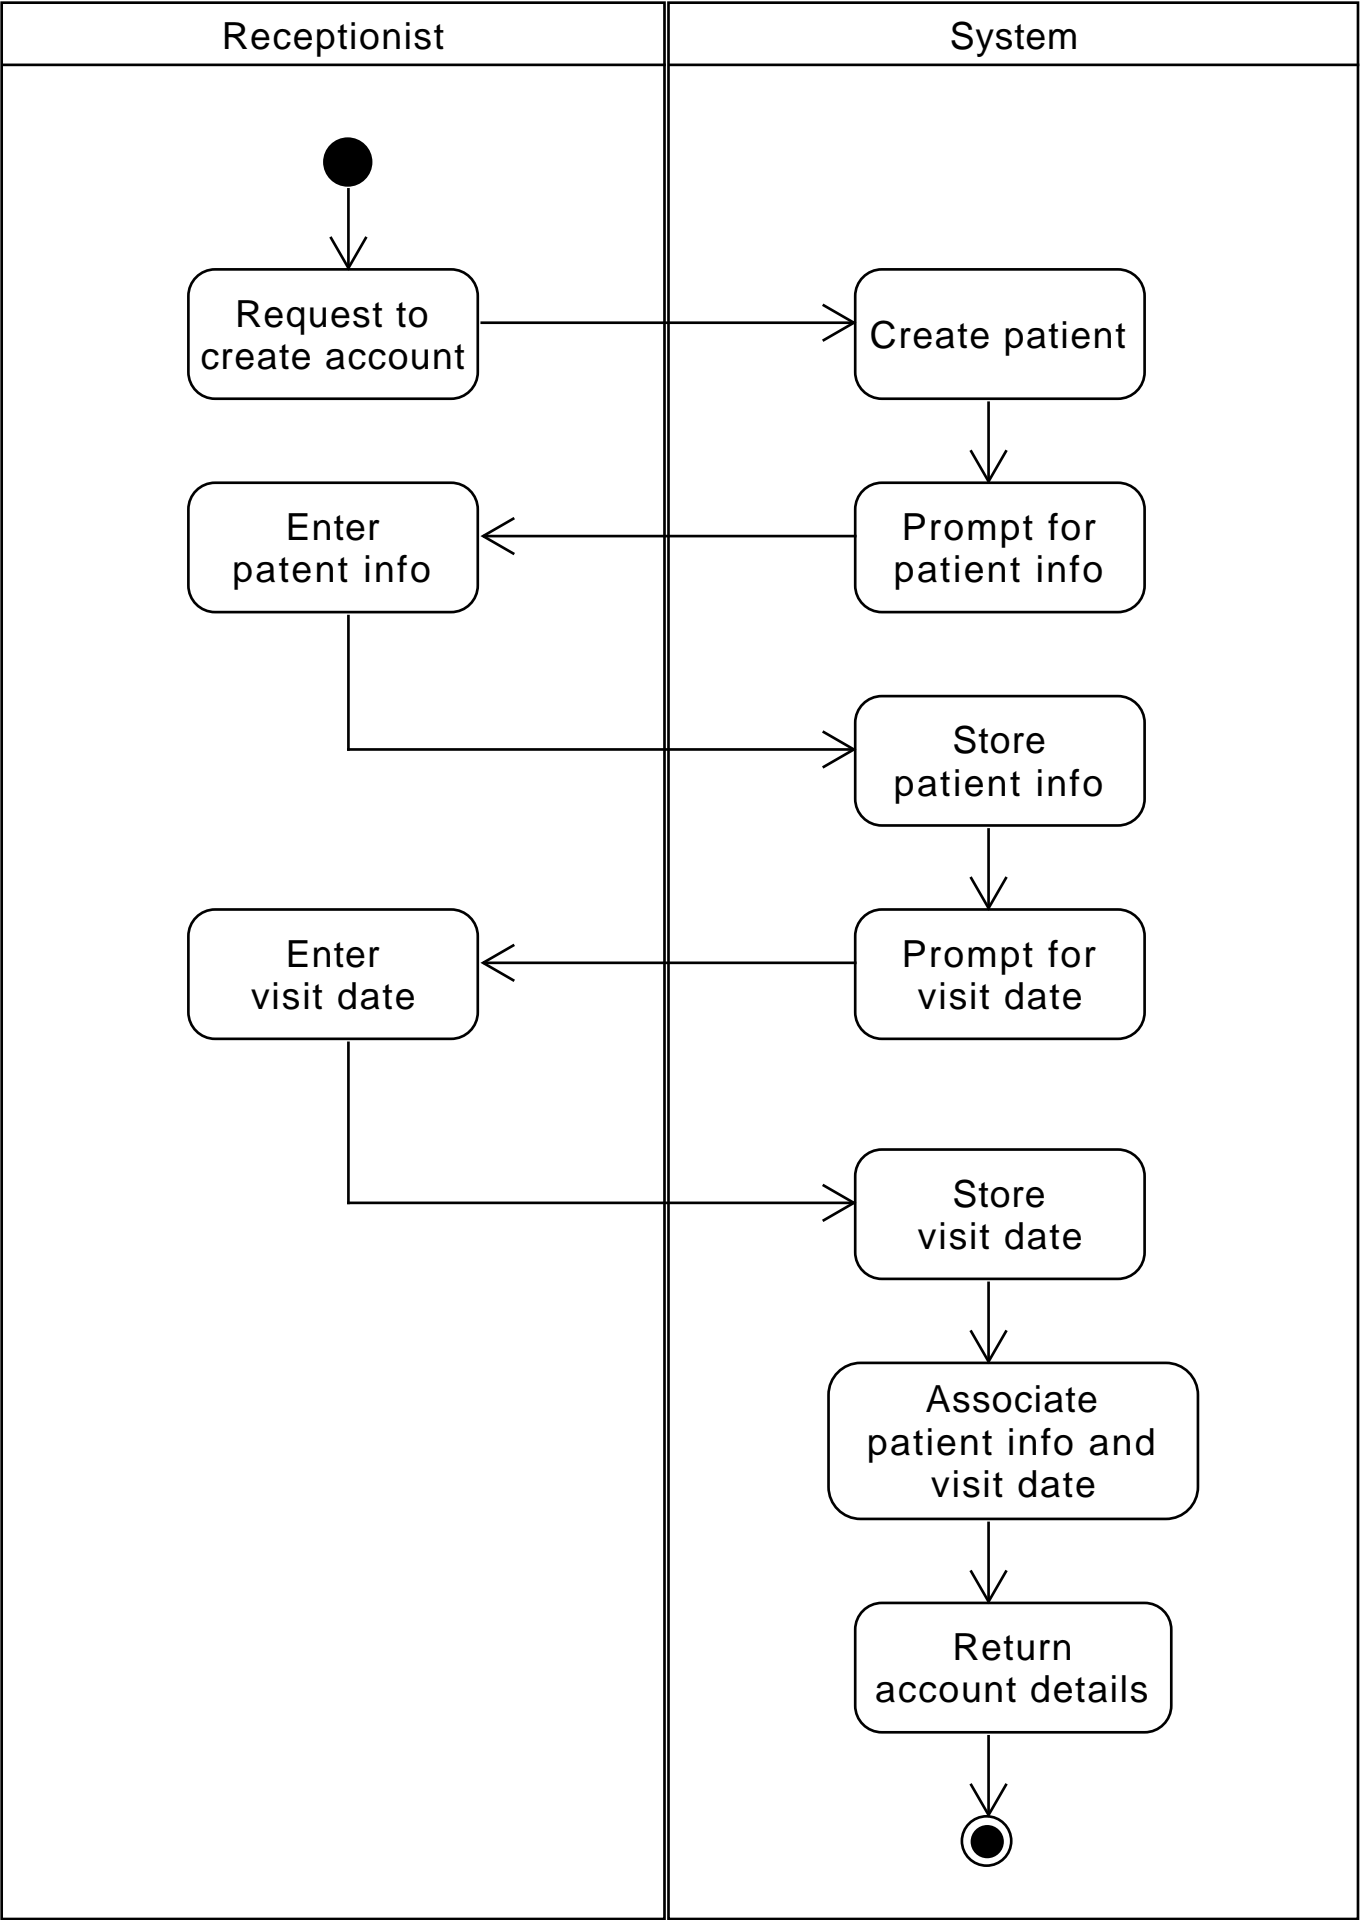 Receptionist
System
Request to
create account
Create patient
Enter
patent info
Prompt for
patient info
Store
patient info
Enter
visit date
Prompt for
visit date
Store
visit date
Associate
patient info and
visit date
Return
account details